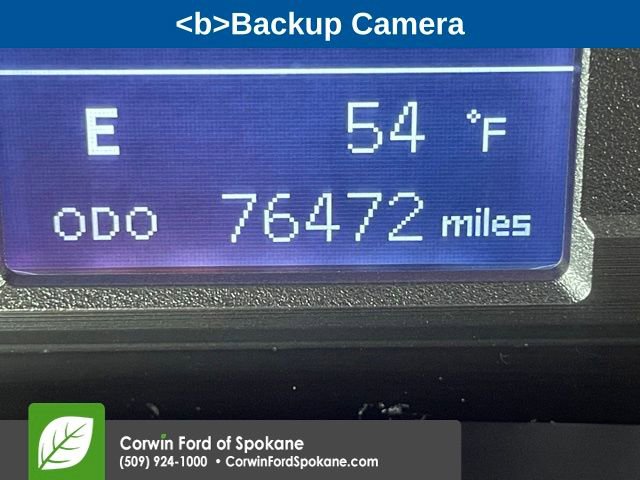 <b>Backup Camera
E 54 °F
ODO 76472 miles
Corwin Ford of Spokane
(509) 924-1000 • CorwinFordSpokane.com